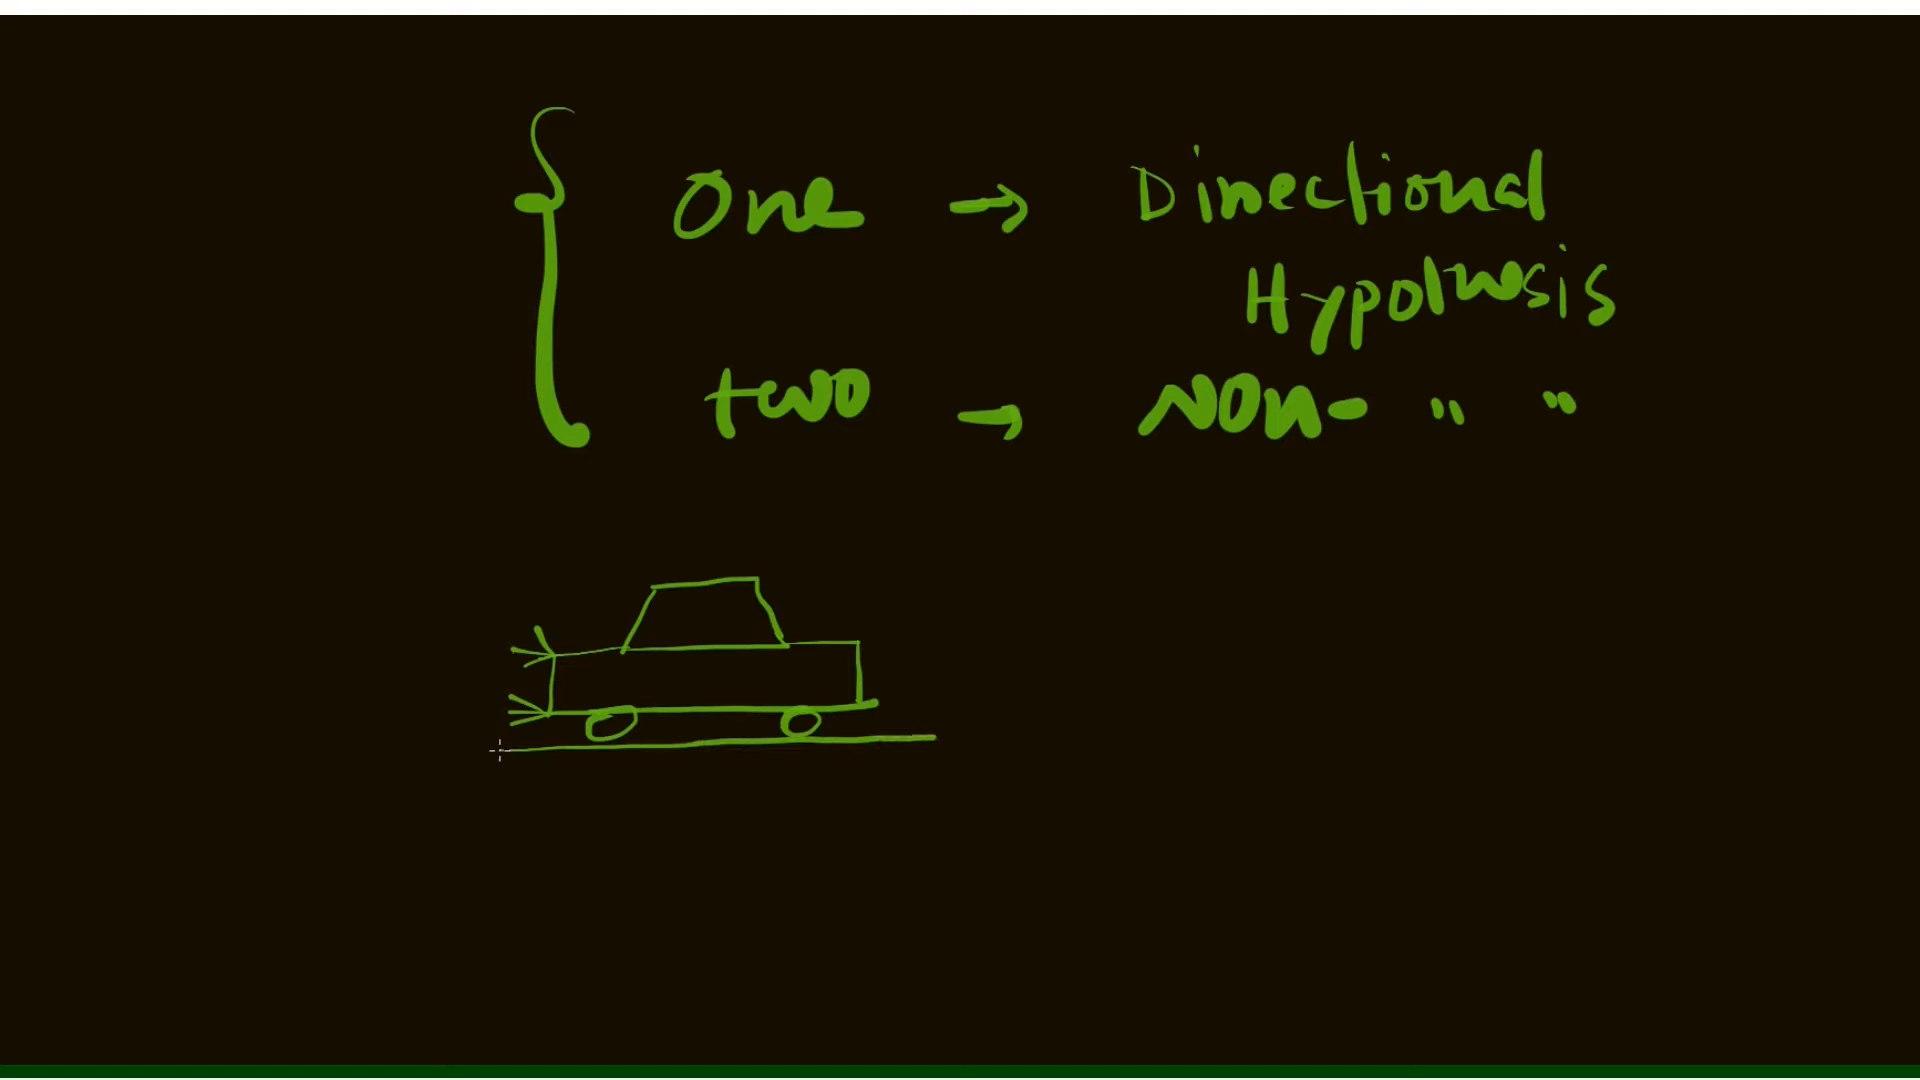 One → Directional
Hypothesis
two → Non- " "